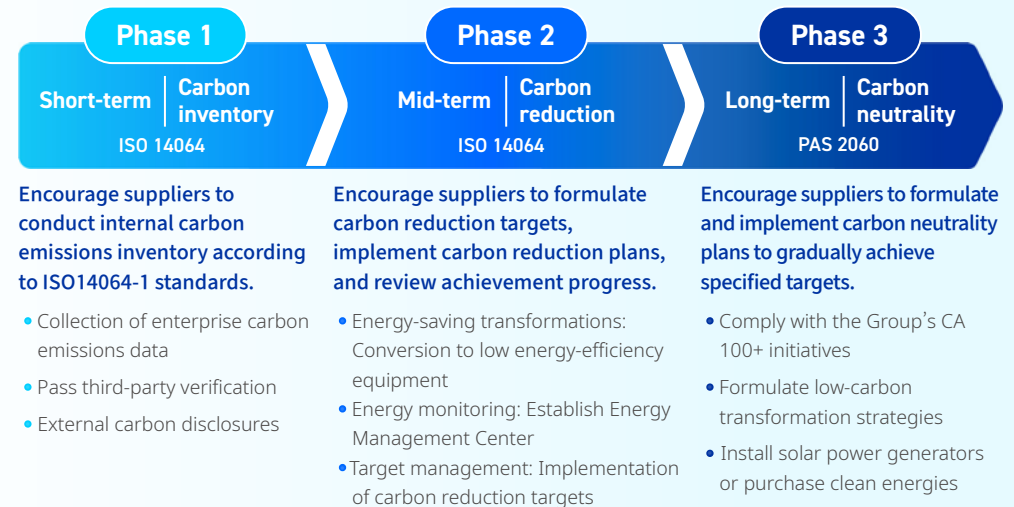 Phase 1
Short-term
Carbon
inventory
ISO 14064
Encourage suppliers to
conduct internal carbon
emissions inventory according
to ISO14064-1 standards.
• Collection of enterprise carbon
emissions data
• Pass third-party verification
• External carbon disclosures
Phase 2
Mid-term
Carbon
reduction
ISO 14064
Encourage suppliers to formulate
carbon reduction targets,
implement carbon reduction plans,
and review achievement progress.
• Energy-saving transformations:
Conversion to low energy-efficiency
equipment
• Energy monitoring: Establish Energy
Management Center
• Target management: Implementation
of carbon reduction targets
Phase 3
Long-term
Carbon
neutrality
PAS 2060
Encourage suppliers to formulate
and implement carbon neutrality
plans to gradually achieve
specified targets.
• Comply with the Group's CA
100+ initiatives
• Formulate low-carbon
transformation strategies
• Install solar power generators
or purchase clean energies